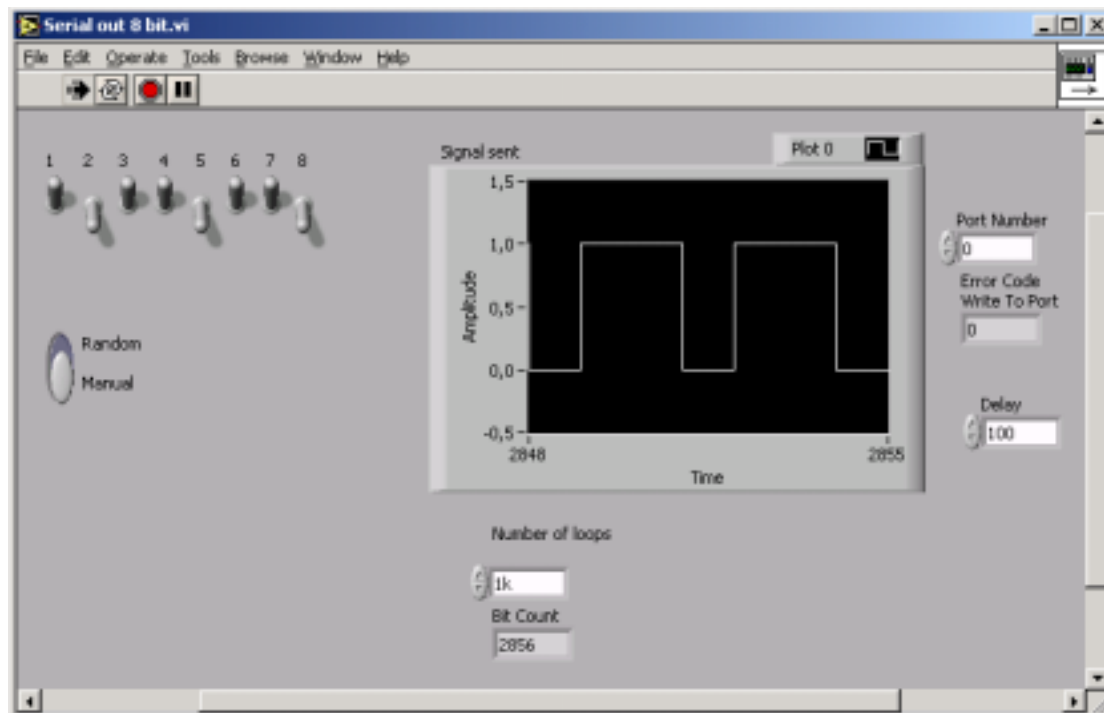 Serial out 8 bit.vi
File Edit Operate Tools Browse Window Help
1 2 3 4 5 6 7 8
Random
Manual
Signal sent
Plot 0
1,5
1,0
0,5
0,0
-0,5
Amplitude
2848 2855
Time
Port Number
0
Error Code
Write To Port
0
Delay
100
Number of loops
1k
Bit Count
2856